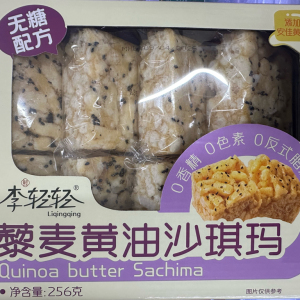 无糖
配方
添加
李轻轻®
Liqingqing
0香精 0色素 0反式脂
藜麦黄油沙琪玛
Quinoa butter Sachima
净含量:256克
图片仅供参考